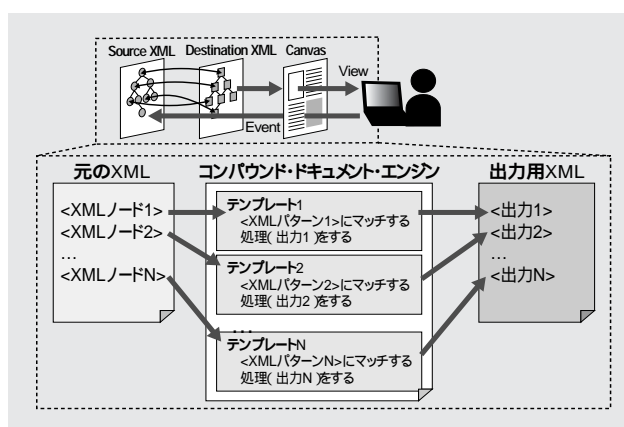 Source XML Destination XML Canvas
View
Event
元のXML
<XMLノード1>
<XMLノード2>
…
<XMLノードN>
コンパウンド・ドキュメント・エンジン
テンプレート1
<XMLパターン1>にマッチする
処理(出力1)をする
テンプレート2
<XMLパターン2>にマッチする
処理(出力2)をする
…
テンプレートN
<XMLパターンN>にマッチする
処理(出力N)をする
出力用XML
<出力1>
<出力2>
…
<出力N>